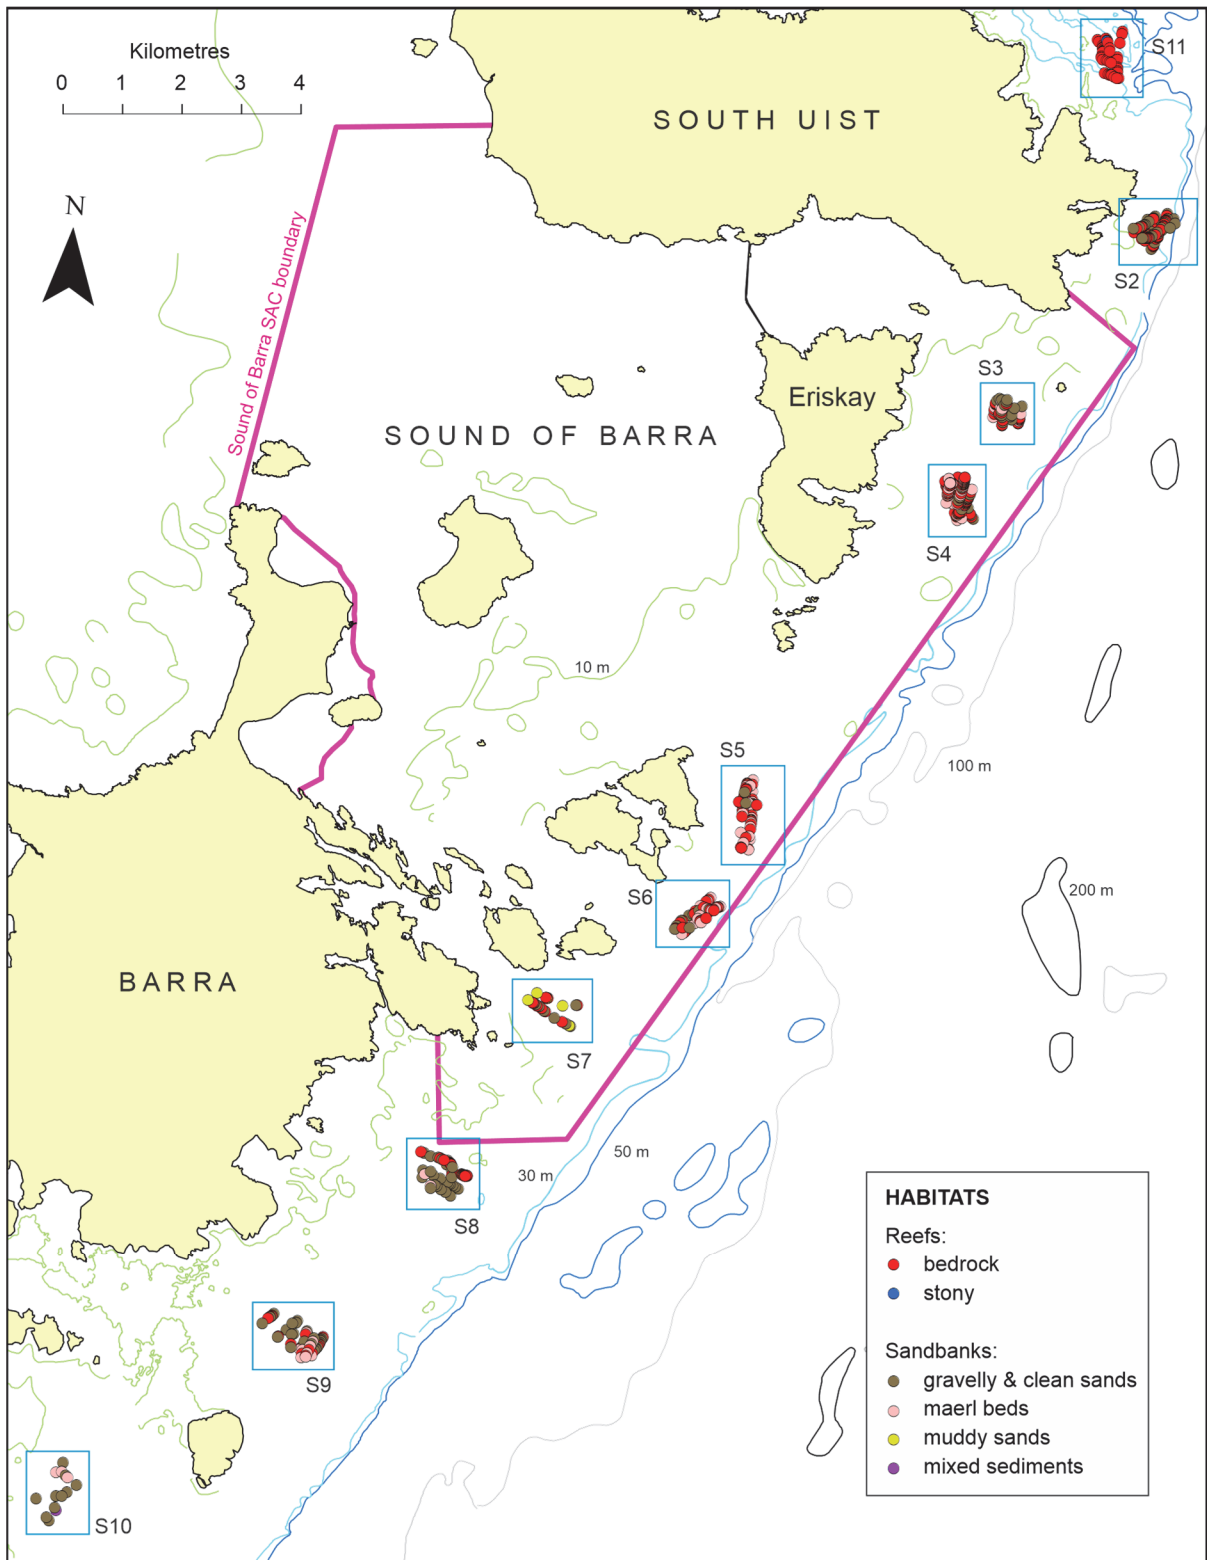 Kilometres
0 1 2 3 4
S11
SOUTH UIST
N
S2
Sound of Barra SAC boundary
S3
Eriskay
SOUND OF BARRA
S4
10 m
S5
100 m
S6
200 m
BARRA
S7
50 m
30 m
S8
HABITATS
Reefs:
bedrock
stony
Sandbanks:
gravelly & clean sands
maerl beds
muddy sands
mixed sediments
S9
S10